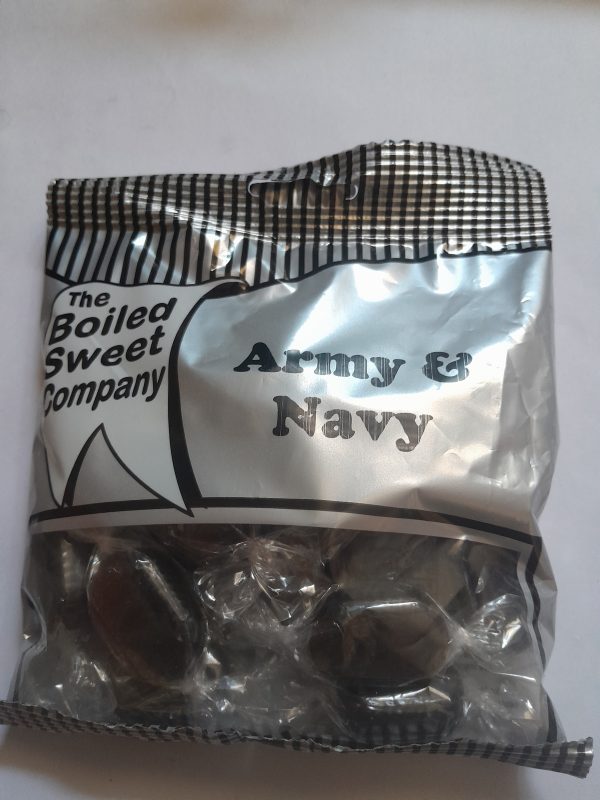 The
Boiled
Sweet
Company
Army &
Navy